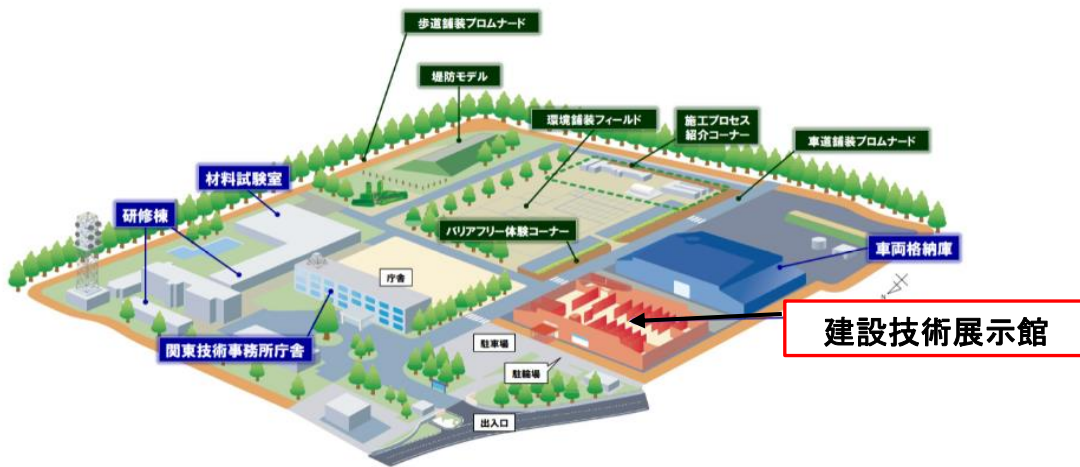 歩道舗装プロムナード
堤防モデル
環境舗装フィールド
施工プロセス
紹介コーナー
車道舗装プロムナード
材料試験室
研修棟
バリアフリー体験コーナー
車両格納庫
庁舎
建設技術展示館
関東技術事務所庁舎
駐車場
駐輪場
出入口
N